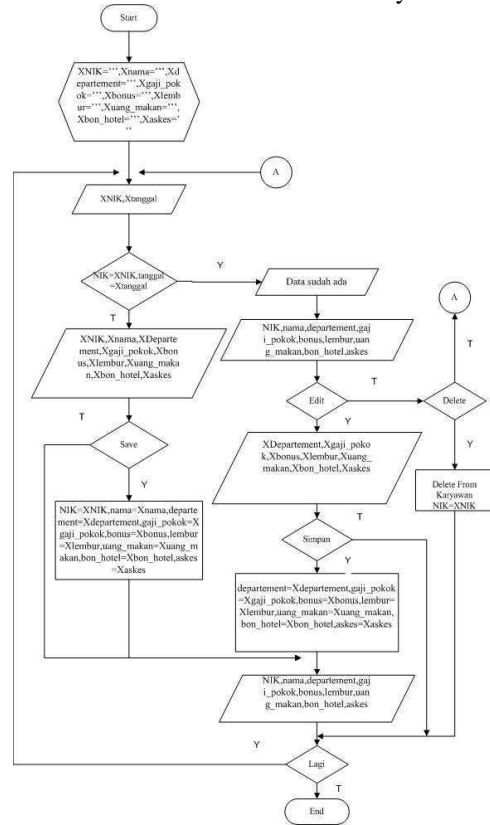 Start
XNIK=’’’,Xnama=’’’,Xd
epartement=’’’,Xgaji_pok
ok=’’’,Xbonus=’’’,Xlembu
r=’’’,Xuang_makan=’’’,
Xbon_hotel=’’’,Xaskes=’
’’
A
XNIK,Xtanggal
NIK=XNIK,tanggal
=Xtanggal
Y
Data sudah ada
T
XNIK,Xnama,XDeparte
ment,Xgaji_pokok,Xbon
us,Xlembur,Xuang_maka
n,Xbon_hotel,Xaskes
NIK,nama,departement,gaj
i_pokok,bonus,lembur,uan
g_makan,bon_hotel,askes
A
T
Edit
T
Delete
Y
Y
T
Save
Y
XDepartement,Xgajipoko
k,Xbonus,Xlembur,Xuang_
makan,Xbon_hotel,Xaskes
Delete From
Karyawan
NIK=XNIK
T
Simpan
T
Y
NIK=XNIK,nama=Xnama,departe
ment=Xdepartement,gaji_pokok=X
gaji_pokok,bonus=Xbonus,lembur
=Xlembur,uang_makan=Xuang_m
akan,bon_hotel=Xbon_hotel,askes
=Xaskes
departement=Xdepartement,gaji_pokok
=Xgaji_pokok,bonus=Xbonus,lembur=
Xlembur,uang_makan=Xuang_makan,
bon_hotel=Xbon_hotel,askes=Xaskes
NIK,nama,departement,gaj
i_pokok,bonus,lembur,uan
g_makan,bon_hotel,askes
Y
Lagi
T
End